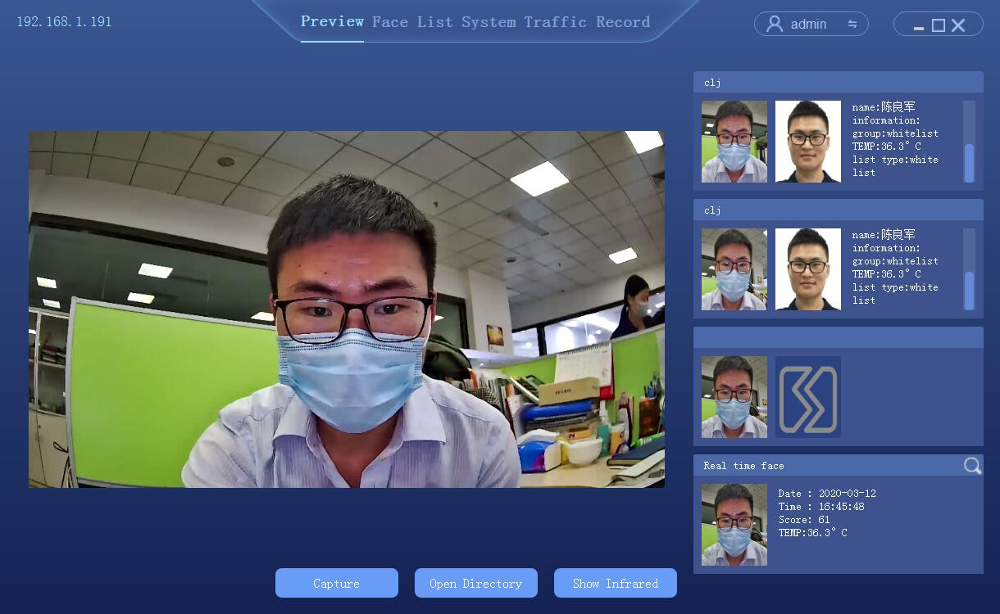 192.168.1.191
Preview Face List System Traffic Record
admin
clj
name:陈良军
information:
group:whitelist
TEMP:36.3°C
list type:white
list
clj
name:陈良军
information:
group:whitelist
TEMP:36.3°C
list type:white
list
Real time face
Date : 2020-03-12
Time : 16:45:48
Score: 61
TEMP:36.3°C
Capture
Open Directory
Show Infrared